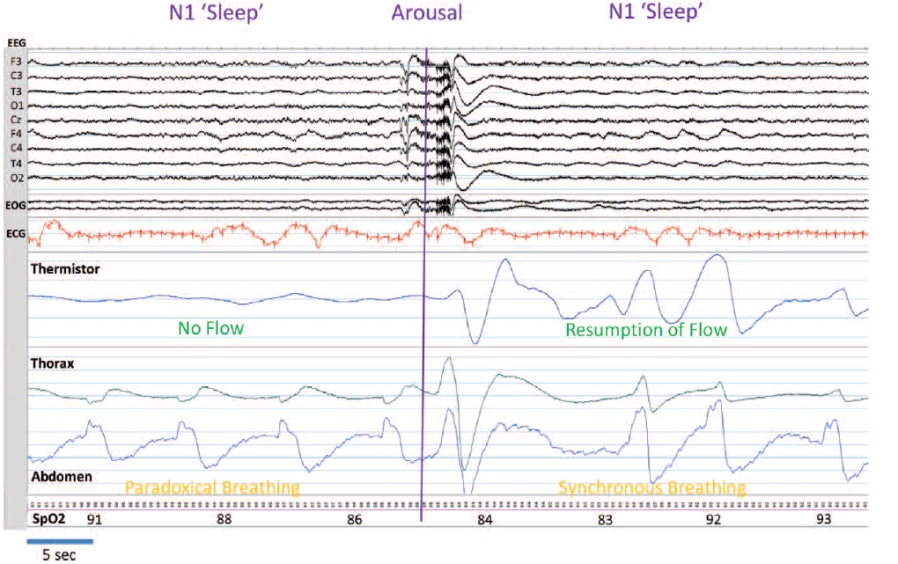 N1 ‘Sleep’ Arousal N1 ‘Sleep’
EEG
F3
C3
T3
O1
Cz
F4
C4
T4
O2
EOG
ECG
Thermistor
No Flow Resumption of Flow
Thorax
Abdomen
Paradoxical Breathing Synchronous Breathing
SpO2 91 88 86 84 83 92 93
5 sec